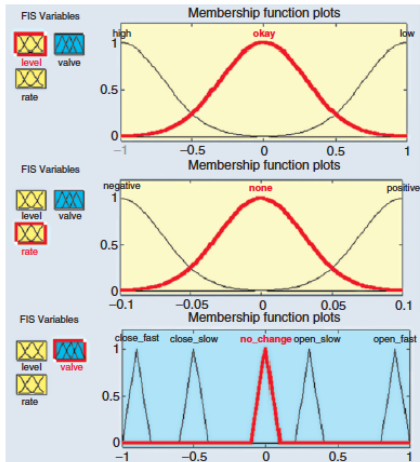 FIS Variables
level
valve
rate
Membership function plots
high
okay
low
1
0.5
0
−1
−0.5
0
0.5
1
FIS Variables
level
valve
rate
Membership function plots
negative
none
positive
1
0.5
0
−0.1
−0.05
0
0.05
0.1
FIS Variables
level
valve
rate
Membership function plots
close_fast
close_slow
no_change
open_slow
open_fast
1
0.5
0
−1
−0.5
0
0.5
1